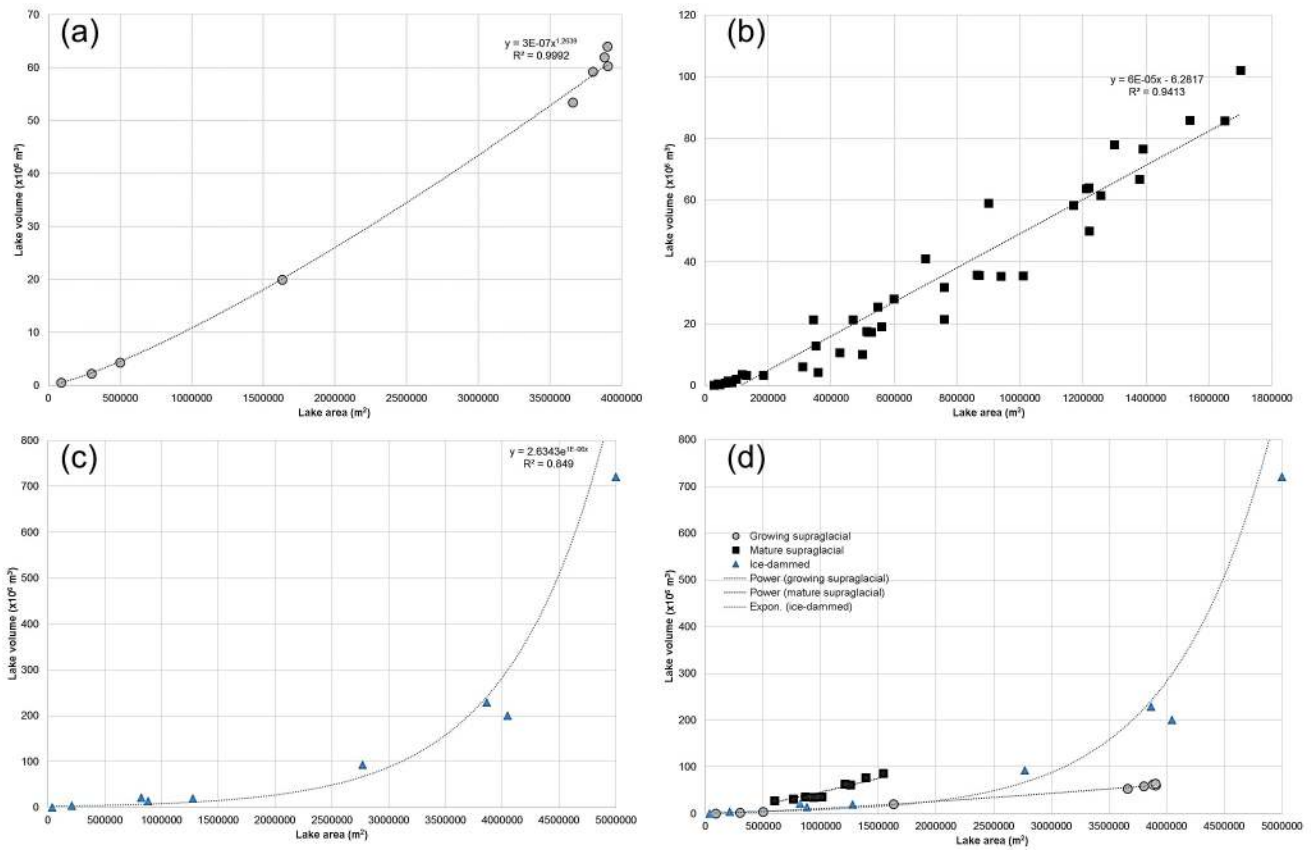 (a)
y = 3E-07x^1.2639
R² = 0.9992
70
60
50
40
30
20
10
0
Lake volume (x10⁶ m³)
0 500000 1000000 1500000 2000000 2500000 3000000 3500000 4000000
Lake area (m²)
(b)
y = 6E-05x - 6.2817
R² = 0.9413
120
100
80
60
40
20
0
Lake volume (x10⁶ m³)
0 200000 400000 600000 800000 1000000 1200000 1400000 1600000 1800000
Lake area (m²)
(c)
y = 2.6343e^1E-06x
R² = 0.849
800
700
600
500
400
300
200
100
0
Lake volume (x10⁶ m³)
0 500000 1000000 1500000 2000000 2500000 3000000 3500000 4000000 4500000 5000000
Lake area (m²)
(d)
800
700
600
500
400
300
200
100
0
Lake volume (x10⁶ m³)
Growing supraglacial
Mature supraglacial
Ice-dammed
Power (growing supraglacial)
Power (mature supraglacial)
Expon. (ice-dammed)
0 500000 1000000 1500000 2000000 2500000 3000000 3500000 4000000 4500000 5000000
Lake area (m²)